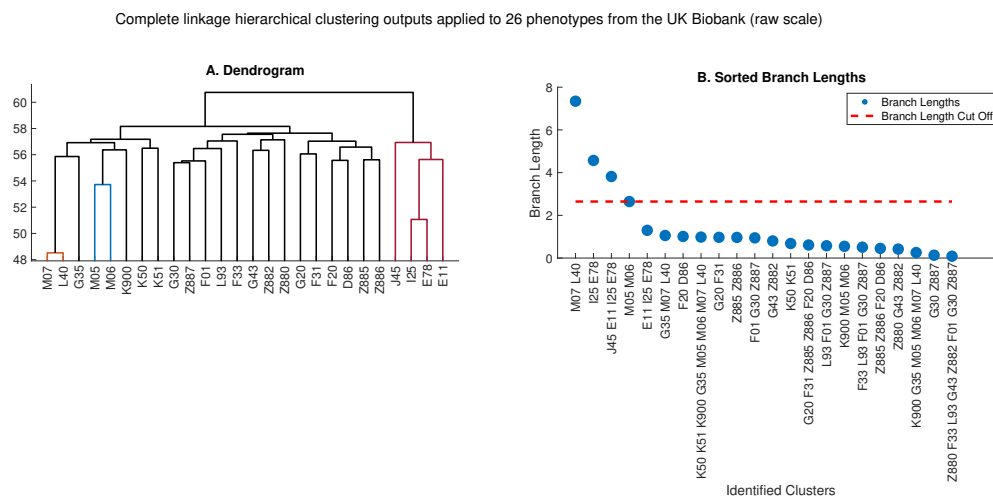 Complete linkage hierarchical clustering outputs applied to 26 phenotypes from the UK Biobank (raw scale)
A. Dendrogram
60
58
56
54
52
50
48
M07
L40
G35
M05
M06
K900
K50
K51
G30
Z887
F01
L93
F33
G43
Z882
Z880
G20
F31
F20
D86
Z885
Z886
J45
I25
E78
E11
B. Sorted Branch Lengths
Branch Length
8
6
4
2
0
Branch Lengths
Branch Length Cut Off
M07 L40
I25 E78
J45 E11 I25 E78
M05 M06
E11 I25 E78
G35 M07 L40
F20 D86
K50 K51 K900 G35 M05 M06 M07 L40
G20 F31
Z885 Z886
F01 G30 Z887
G43 Z882
K50 K51
G20 F31 Z885 Z886 F20 D86
L93 F01 G30 Z887
K900 M05 M06
F33 L93 F01 G30 Z887
Z885 Z886 F20 D86
Z880 G43 Z882
K900 G35 M05 M06 M07 L40
G30 Z887
Z880 F33 L93 G43 Z882 F01 G30 Z887
Identified Clusters